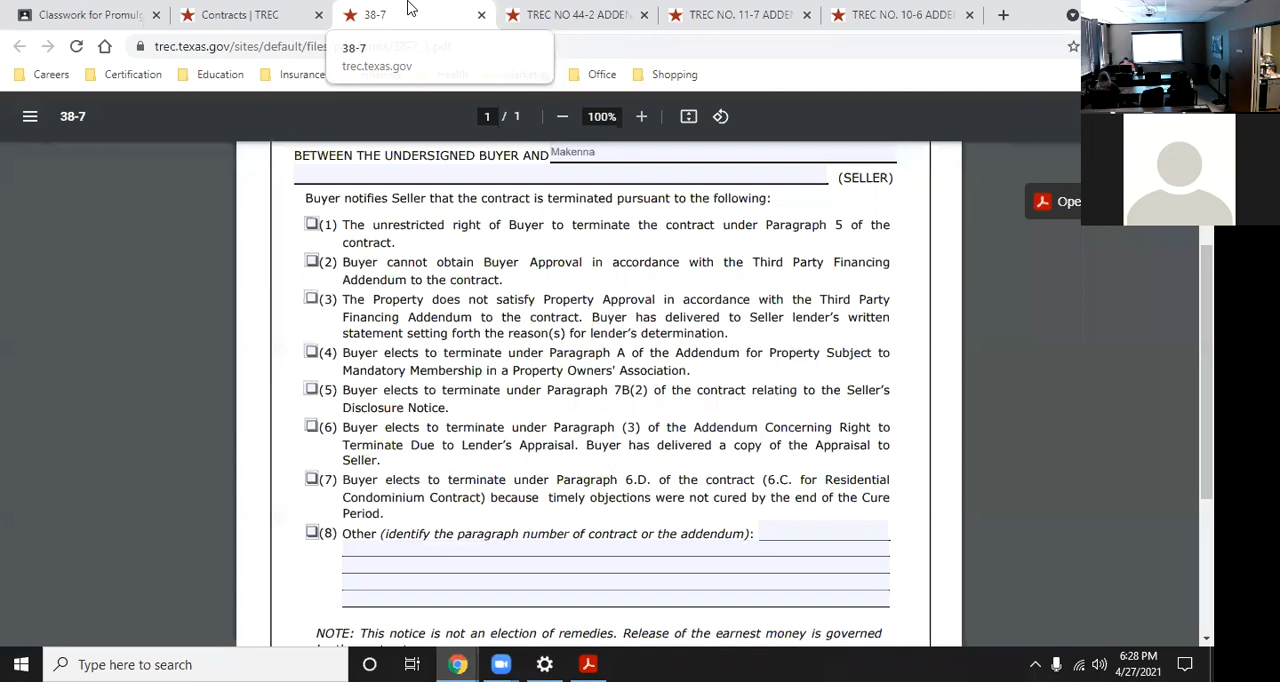 Classwork for Promulg
Contracts | TREC
38-7
TREC NO 44-2 ADDEN
TREC NO. 11-7 ADDE
TREC NO. 10-6 ADDE
trec.texas.gov/sites/default/files
38-7_1.pdf
38-7
trec.texas.gov
Careers
Certification
Education
Insurance
Health
Office
Shopping
38-7
1 / 1
100%
Open
BETWEEN THE UNDERSIGNED BUYER AND Makenna
(SELLER)
Buyer notifies Seller that the contract is terminated pursuant to the following:
(1) The unrestricted right of Buyer to terminate the contract under Paragraph 5 of the
contract.
(2) Buyer cannot obtain Buyer Approval in accordance with the Third Party Financing
Addendum to the contract.
(3) The Property does not satisfy Property Approval in accordance with the Third Party
Financing Addendum to the contract. Buyer has delivered to Seller lender's written
statement setting forth the reason(s) for lender's determination.
(4) Buyer elects to terminate under Paragraph A of the Addendum for Property Subject to
Mandatory Membership in a Property Owners' Association.
(5) Buyer elects to terminate under Paragraph 7B(2) of the contract relating to the Seller's
Disclosure Notice.
(6) Buyer elects to terminate under Paragraph (3) of the Addendum Concerning Right to
Terminate Due to Lender's Appraisal. Buyer has delivered a copy of the Appraisal to
Seller.
(7) Buyer elects to terminate under Paragraph 6.D. of the contract (6.C. for Residential
Condominium Contract) because timely objections were not cured by the end of the Cure
Period.
(8) Other (identify the paragraph number of contract or the addendum):
NOTE: This notice is not an election of remedies. Release of the earnest money is governed
Type here to search
6:28 PM
4/27/2021